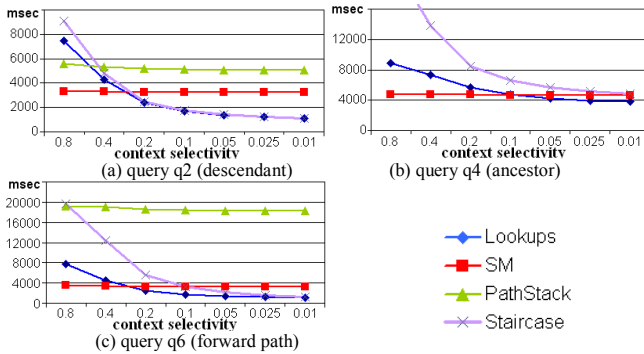 msec
10000
8000
6000
4000
2000
0
0.8 0.4 0.2 0.1 0.05 0.025 0.01
context selectivity
(a) query q2 (descendant)
msec
12000
8000
4000
0
0.8 0.4 0.2 0.1 0.05 0.025 0.01
context selectivity
(b) query q4 (ancestor)
msec
20000
16000
12000
8000
4000
0
0.8 0.4 0.2 0.1 0.05 0.025 0.01
context selectivity
(c) query q6 (forward path)
Lookups
SM
PathStack
Staircase